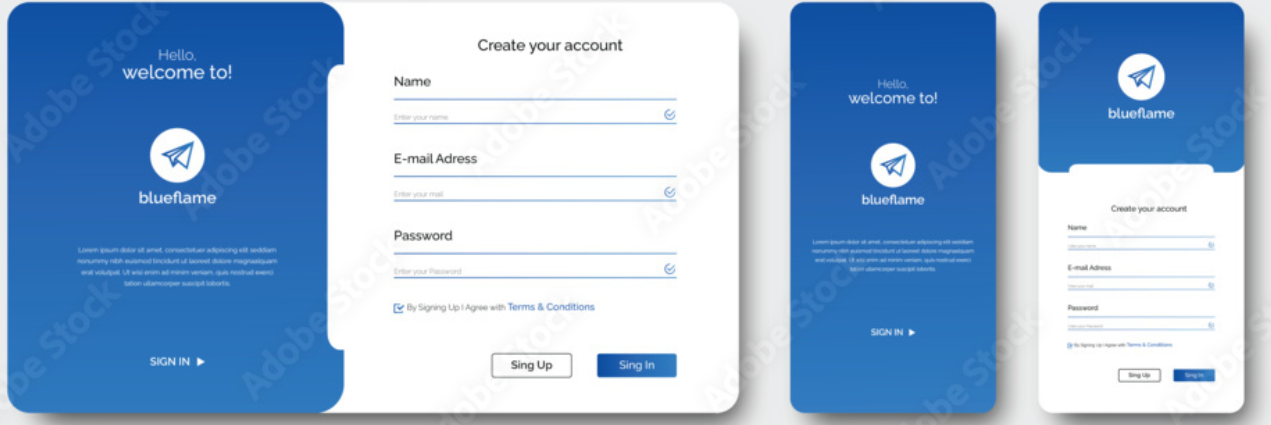 Hello,
welcome to!
blueflame
Lorem ipsum dolor sit amet, consectetuer adipiscing elit seddiam
nonummy nibh euismod tincidunt ut laoreet dolore magnaaliquam
erat volutpat. Ut wisi enim ad minim veniam, quis nostrud exerci
tation ullamcorper suscipit lobortis.
SIGN IN
Create your account
Name
Enter your name
E-mail Adress
Enter your mail
Password
Enter your Password
By Signing Up I Agree with Terms & Conditions
Sing Up
Sing In
Hello,
welcome to!
blueflame
Lorem ipsum dolor sit amet, consectetuer adipiscing elit seddiam
nonummy nibh euismod tincidunt ut laoreet dolore magnaaliquam
erat volutpat. Ut wisi enim ad minim veniam, quis nostrud exerci
tation ullamcorper suscipit lobortis.
SIGN IN
blueflame
Create your account
Name
Enter your name
E-mail Adress
Enter your mail
Password
Enter your Password
By Signing Up I Agree with Terms & Conditions
Sing Up
Sing In
Adobe Stock